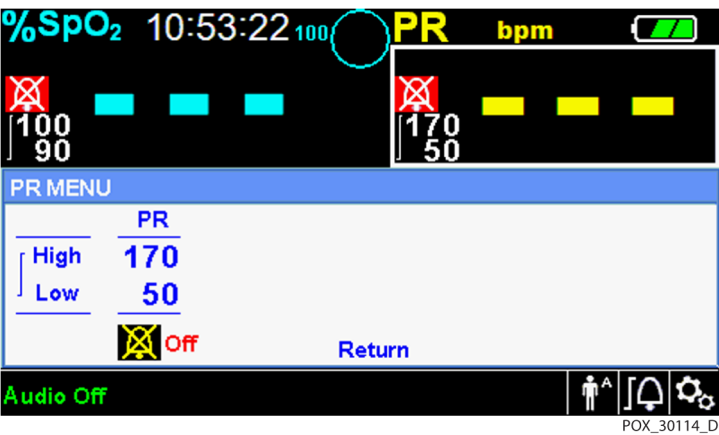 %SpO₂ 10:53:22 100 PR bpm
--- ---
100 170
90 50
PR MENU
PR
High 170
Low 50
Off
Return
Audio Off
A
POX_30114_D